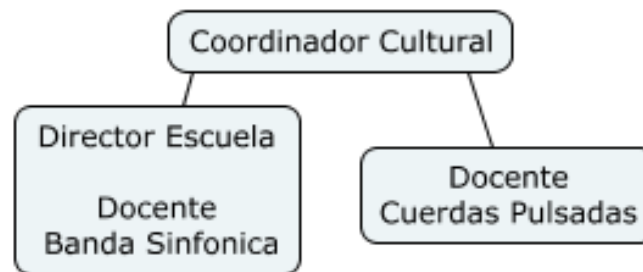 Coordinador Cultural
Director Escuela
Docente
Banda Sinfonica
Docente
Cuerdas Pulsadas